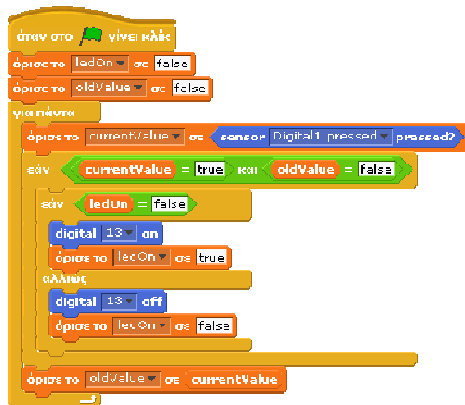 όταν στο γίνει κλικ
όρισε το ledOn σε false
όρισε το oldValue σε false
για πάντα
όρισε το currentValue σε sensor Digital1 pressed pressed?
εάν currentValue = true και oldValue = false
εάν ledOn = false
digital 13 on
όρισε το ledOn σε true
αλλιώς
digital 13 off
όρισε το ledOn σε false
όρισε το oldValue σε currentValue